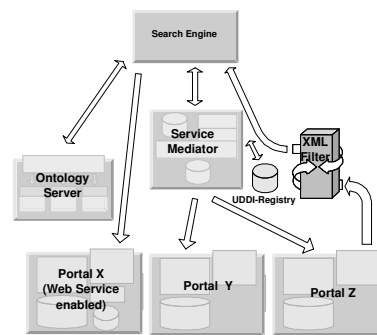 Search Engine
Service
Mediator
XML
Filter
Ontology
Server
UDDI-Registry
Portal X
(Web Service
enabled)
Portal Y
Portal Z